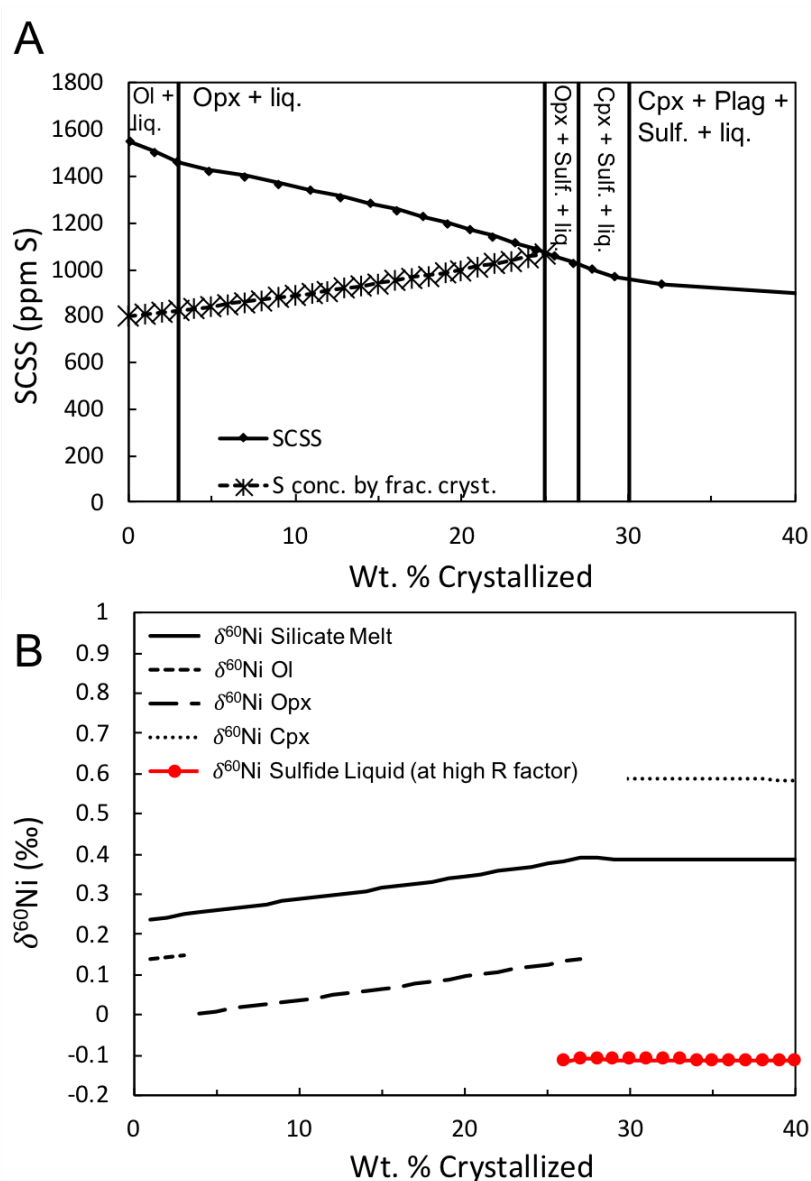 A
1800
1600
1400
1200
1000
800
600
400
200
0
SCSS (ppm S)
Ol +
liq.
Opx + liq.
Opx + Sulf. + liq.
Cpx + Sulf. + liq.
Cpx + Plag +
Sulf. + liq.
SCSS
S conc. by frac. cryst.
0 10 20 30 40
Wt. % Crystallized
B
1
0.9
0.8
0.7
0.6
0.5
0.4
0.3
0.2
0.1
0
-0.1
-0.2
δ⁶⁰Ni (‰)
δ⁶⁰Ni Silicate Melt
δ⁶⁰Ni Ol
δ⁶⁰Ni Opx
δ⁶⁰Ni Cpx
δ⁶⁰Ni Sulfide Liquid (at high R factor)
0 10 20 30 40
Wt. % Crystallized